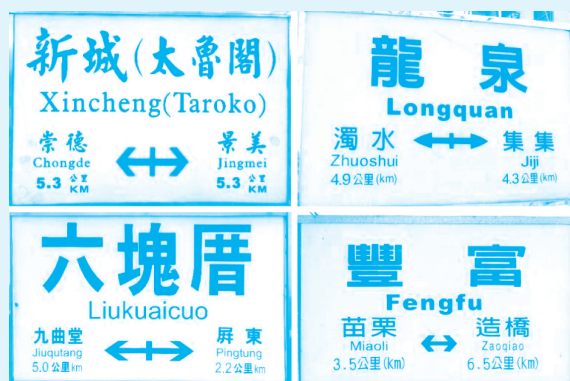 新城(太魯閣)
Xincheng(Taroko)
崇德 景美
Chongde Jingmei
5.3 公里 KM 5.3 公里 KM
龍泉
Longquan
濁水 集集
Zhuoshui Jiji
4.9公里(km) 4.3公里(km)
六塊厝
Liukuaicuo
九曲堂 屏東
Jiuqutang Pingtung
5.0公里km 2.2公里km
豐富
Fengfu
苗栗 造橋
Miaoli Zaoqiao
3.5公里(km) 6.5公里(km)